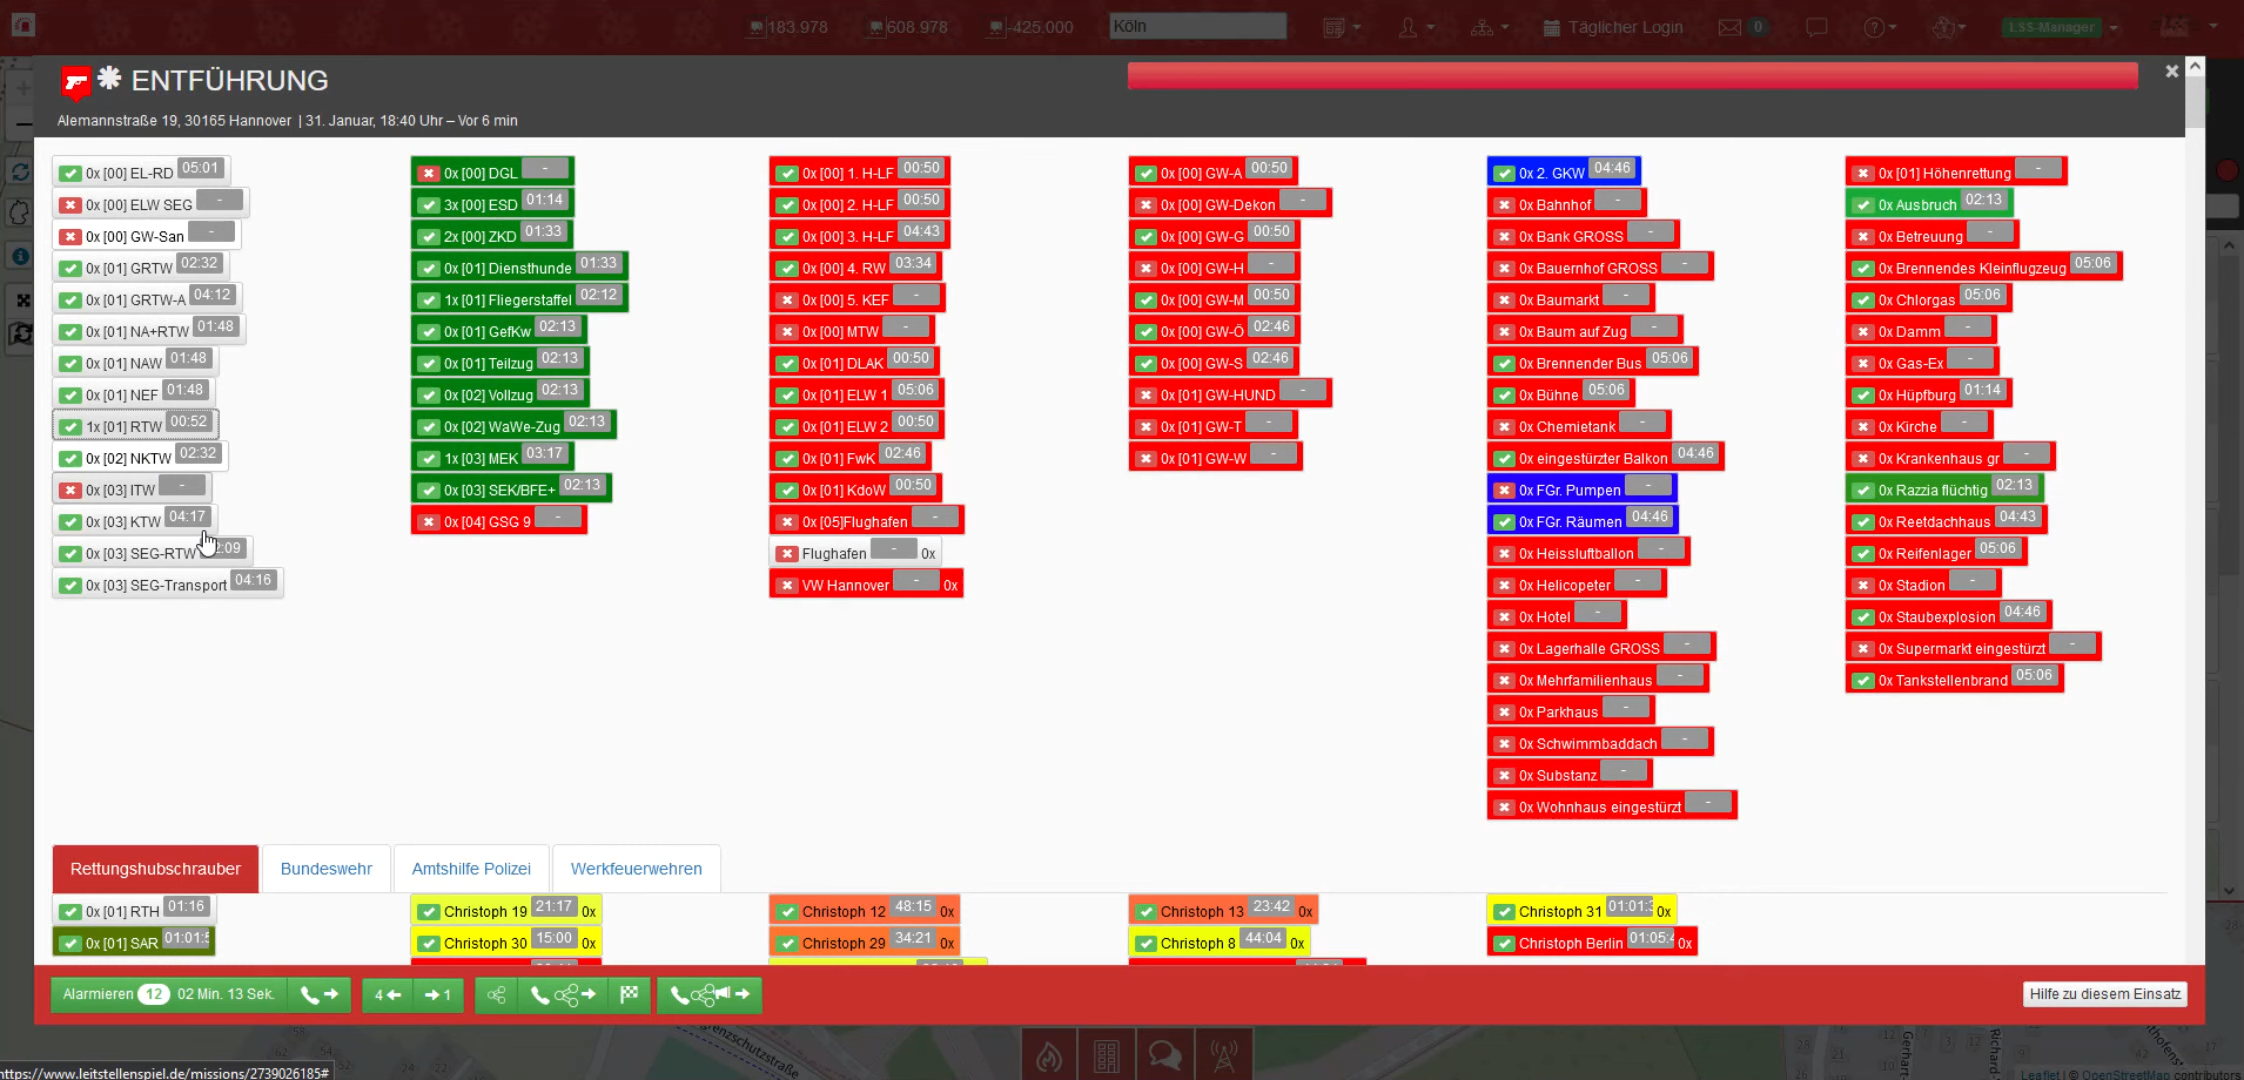 183.978 608.978 -425.000 Köln Täglicher Login 0 LSS-Manager
ENTFÜHRUNG
Alemannstraße 19, 30165 Hannover | 31. Januar, 18:40 Uhr – Vor 6 min
0x [00] EL-RD 05:01
0x [00] ELW SEG -
0x [00] GW-San -
0x [01] GRTW 02:32
0x [01] GRTW-A 04:12
0x [01] NA+RTW 01:48
0x [01] NAW 01:48
0x [01] NEF 01:48
1x [01] RTW 00:52
0x [02] NKTW 02:32
0x [03] ITW -
0x [03] KTW 04:17
0x [03] SEG-RTW :09
0x [03] SEG-Transport 04:16
0x [00] DGL -
3x [00] ESD 01:14
2x [00] ZKD 01:33
0x [01] Diensthunde 01:33
1x [01] Fliegerstaffel 02:12
0x [01] GefKw 02:13
0x [01] Teilzug 02:13
0x [02] Vollzug 02:13
0x [02] WaWe-Zug 02:13
1x [03] MEK 03:17
0x [03] SEK/BFE+ 02:13
0x [04] GSG 9 -
0x [00] 1. H-LF 00:50
0x [00] 2. H-LF 00:50
0x [00] 3. H-LF 04:43
0x [00] 4. RW 03:34
0x [00] 5. KEF -
0x [00] MTW -
0x [01] DLAK 00:50
0x [01] ELW 1 05:06
0x [01] ELW 2 00:50
0x [01] FwK 02:46
0x [01] KdoW 00:50
0x [05]Flughafen -
Flughafen - 0x
VW Hannover - 0x
0x [00] GW-A 00:50
0x [00] GW-Dekon -
0x [00] GW-G 00:50
0x [00] GW-H -
0x [00] GW-M 00:50
0x [00] GW-Ö 02:46
0x [00] GW-S 02:46
0x [01] GW-HUND -
0x [01] GW-T -
0x [01] GW-W -
0x 2. GKW 04:46
0x Bahnhof -
0x Bank GROSS -
0x Bauernhof GROSS -
0x Baumarkt -
0x Baum auf Zug -
0x Brennender Bus 05:06
0x Bühne 05:06
0x Chemietank -
0x eingestürzter Balkon 04:46
0x FGr. Pumpen -
0x FGr. Räumen 04:46
0x Heissluftballon -
0x Helicopeter -
0x Hotel -
0x Lagerhalle GROSS -
0x Mehrfamilienhaus -
0x Parkhaus -
0x Schwimmbaddach -
0x Substanz -
0x Wohnhaus eingestürzt -
0x [01] Höhenrettung -
0x Ausbruch 02:13
0x Betreuung -
0x Brennendes Kleinflugzeug 05:06
0x Chlorgas 05:06
0x Damm -
0x Gas-Ex -
0x Hüpfburg 01:14
0x Kirche -
0x Krankenhaus gr -
0x Razzia flüchtig 02:13
0x Reetdachhaus 04:43
0x Reifenlager 05:06
0x Stadion -
0x Staubexplosion 04:46
0x Supermarkt eingestürzt -
0x Tankstellenbrand 05:06
Rettungshubschrauber Bundeswehr Amtshilfe Polizei Werkfeuerwehren
0x [01] RTH 01:16
0x [01] SAR 01:01:
Christoph 19 21:17 0x
Christoph 30 15:00 0x
Christoph 12 48:15 0x
Christoph 29 34:21 0x
Christoph 13 23:42 0x
Christoph 8 44:04 0x
Christoph 31 01:01: 0x
Christoph Berlin 01:05: 0x
Alarmieren 12 02 Min. 13 Sek. 4 1 Hilfe zu diesem Einsatz
https://www.leitstellenspiel.de/missions/2739026185#
Leaflet | © OpenStreetMap contributors